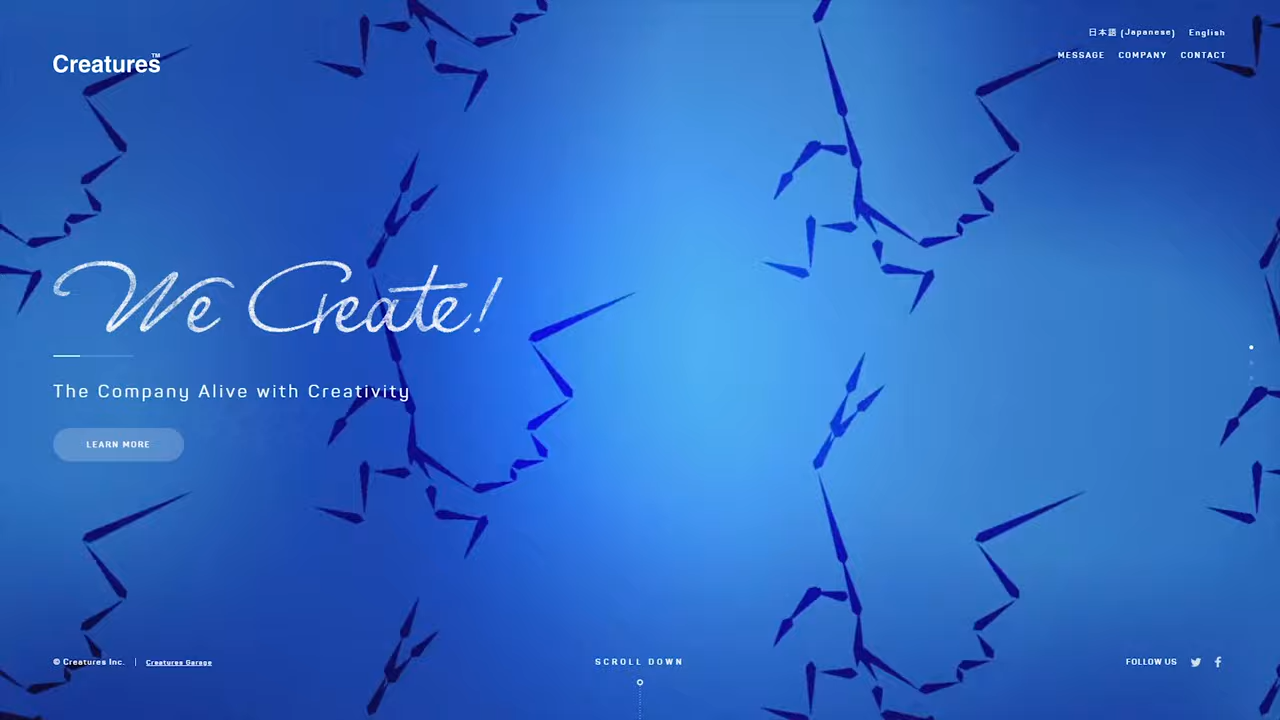 Creatures™
日本語 (Japanese) English
MESSAGE COMPANY CONTACT
We Create!
The Company Alive with Creativity
LEARN MORE
© Creatures Inc. | Creatures Garage
SCROLL DOWN
FOLLOW US